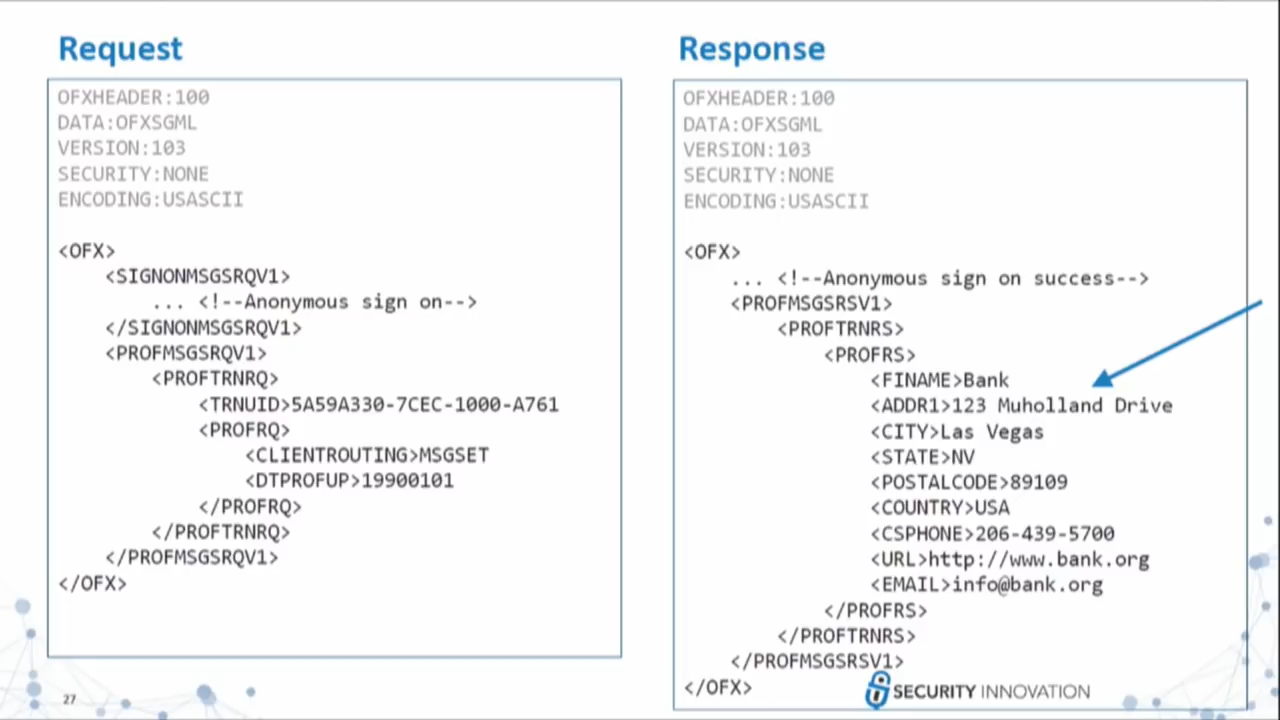 Request
OFXHEADER:100
DATA:OFXSGML
VERSION:103
SECURITY:NONE
ENCODING:USASCII
<OFX>
<SIGNONMSGSRQV1>
... <!--Anonymous sign on-->
</SIGNONMSGSRQV1>
<PROFMSGSRQV1>
<PROFTRNRQ>
<TRNUID>5A59A330-7CEC-1000-A761
<PROFRQ>
<CLIENTROUTING>MSGSET
<DTPROFUP>19900101
</PROFRQ>
</PROFTRNRQ>
</PROFMSGSRQV1>
</OFX>
Response
OFXHEADER:100
DATA:OFXSGML
VERSION:103
SECURITY:NONE
ENCODING:USASCII
<OFX>
... <!--Anonymous sign on success-->
<PROFMSGSRSV1>
<PROFTRNRS>
<PROFRS>
<FINAME>Bank
<ADDR1>123 Muholland Drive
<CITY>Las Vegas
<STATE>NV
<POSTALCODE>89109
<COUNTRY>USA
<CSPHONE>206-439-5700
<URL>http://www.bank.org
<EMAIL>info@bank.org
</PROFRS>
</PROFTRNRS>
</PROFMSGSRSV1>
</OFX>
27
SECURITY INNOVATION